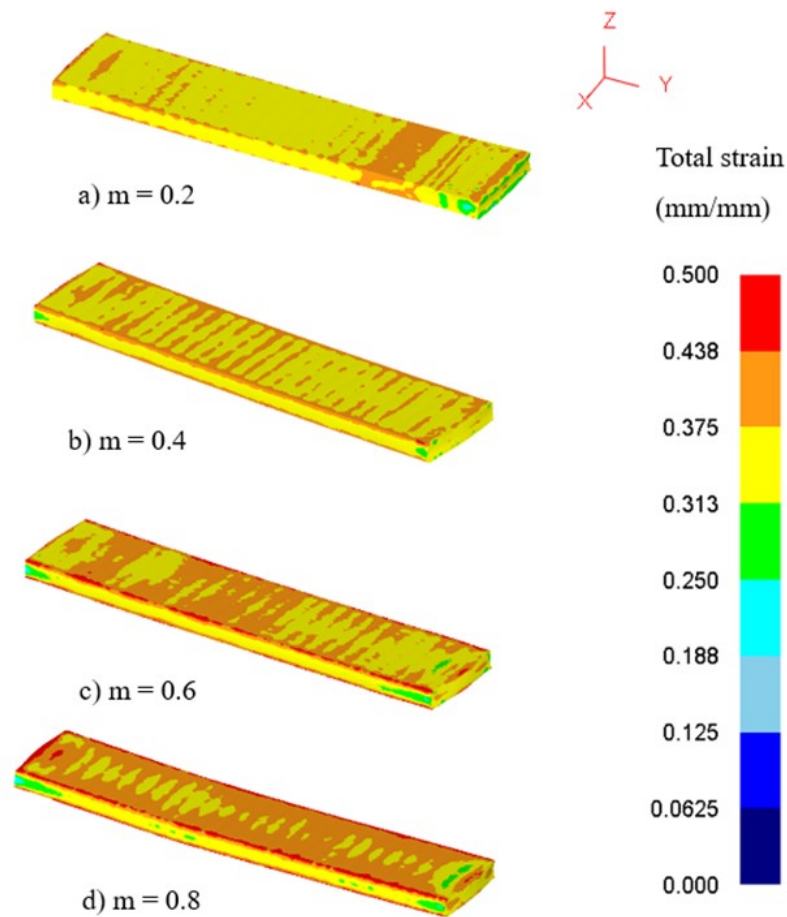 Z
Y
X
Total strain
(mm/mm)
a) m = 0.2
b) m = 0.4
c) m = 0.6
d) m = 0.8
0.500
0.438
0.375
0.313
0.250
0.188
0.125
0.0625
0.000